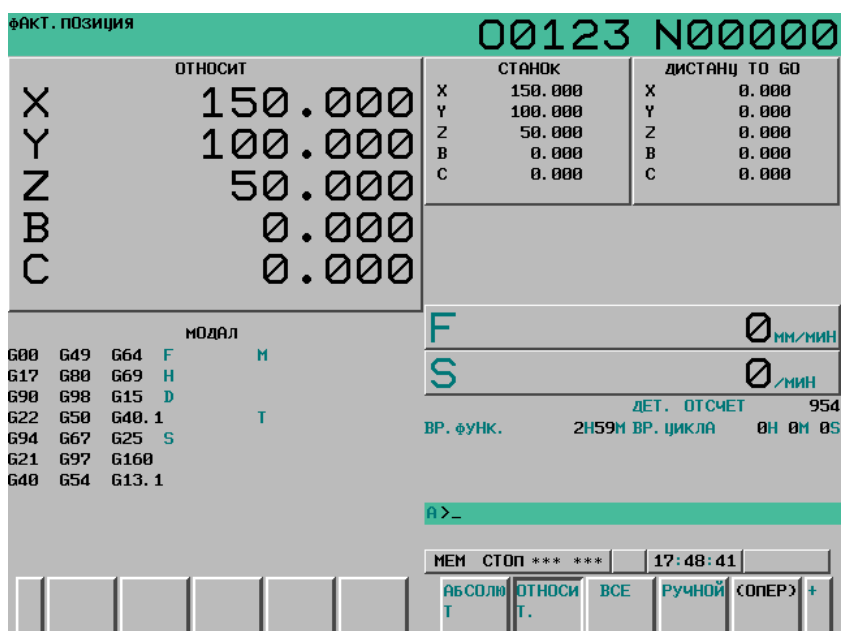 ФАКТ.ПОЗИЦИЯ
O0123 N00000
ОТНОСИТ
X 150.000
Y 100.000
Z 50.000
B 0.000
C 0.000
СТАНОК
X 150.000
Y 100.000
Z 50.000
B 0.000
C 0.000
ДИСТАНЦ TO GO
X 0.000
Y 0.000
Z 0.000
B 0.000
C 0.000
МОДАЛ
G00 G49 G64 F M
G17 G80 G69 H
G90 G98 G15 D
G22 G50 G40.1 T
G94 G67 G25 S
G21 G97 G160
G40 G54 G13.1
F 0 ММ/МИН
S 0 /МИН
ДЕТ. ОТСЧЕТ 954
ВР.ФУНК. 2H59M ВР.ЦИКЛА 0H 0M 0S
A>_
MEM СТОП *** *** 17:48:41
АБСОЛЮ
Т
ОТНОСИ
Т.
ВСЕ
РУЧНОЙ
(ОПЕР)
+